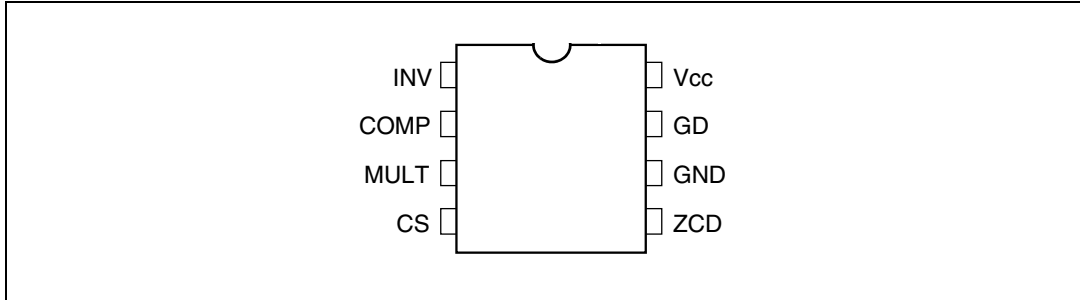 INV Vcc
COMP GD
MULT GND
CS ZCD